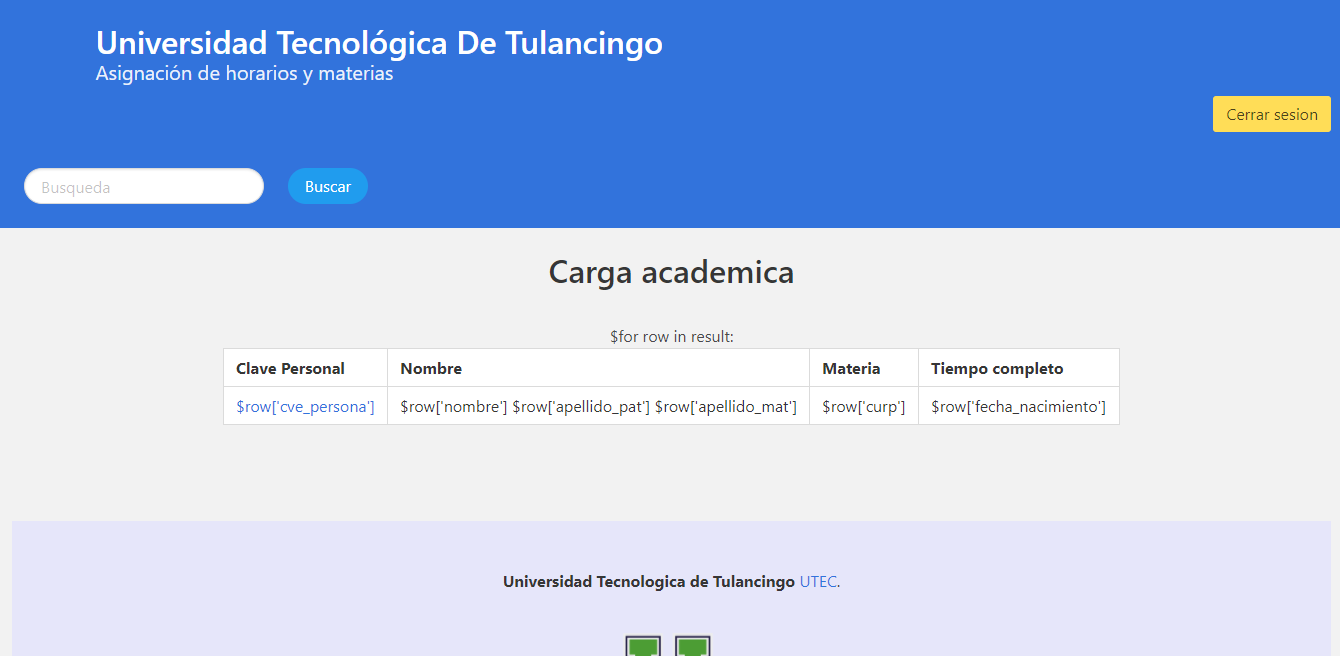 Universidad Tecnológica De Tulancingo
Asignación de horarios y materias
Cerrar sesion
Busqueda
Buscar
Carga academica
$for row in result:
Clave Personal Nombre Materia Tiempo completo
$row['cve_persona'] $row['nombre'] $row['apellido_pat'] $row['apellido_mat'] $row['curp'] $row['fecha_nacimiento']
Universidad Tecnologica de Tulancingo UTEC.